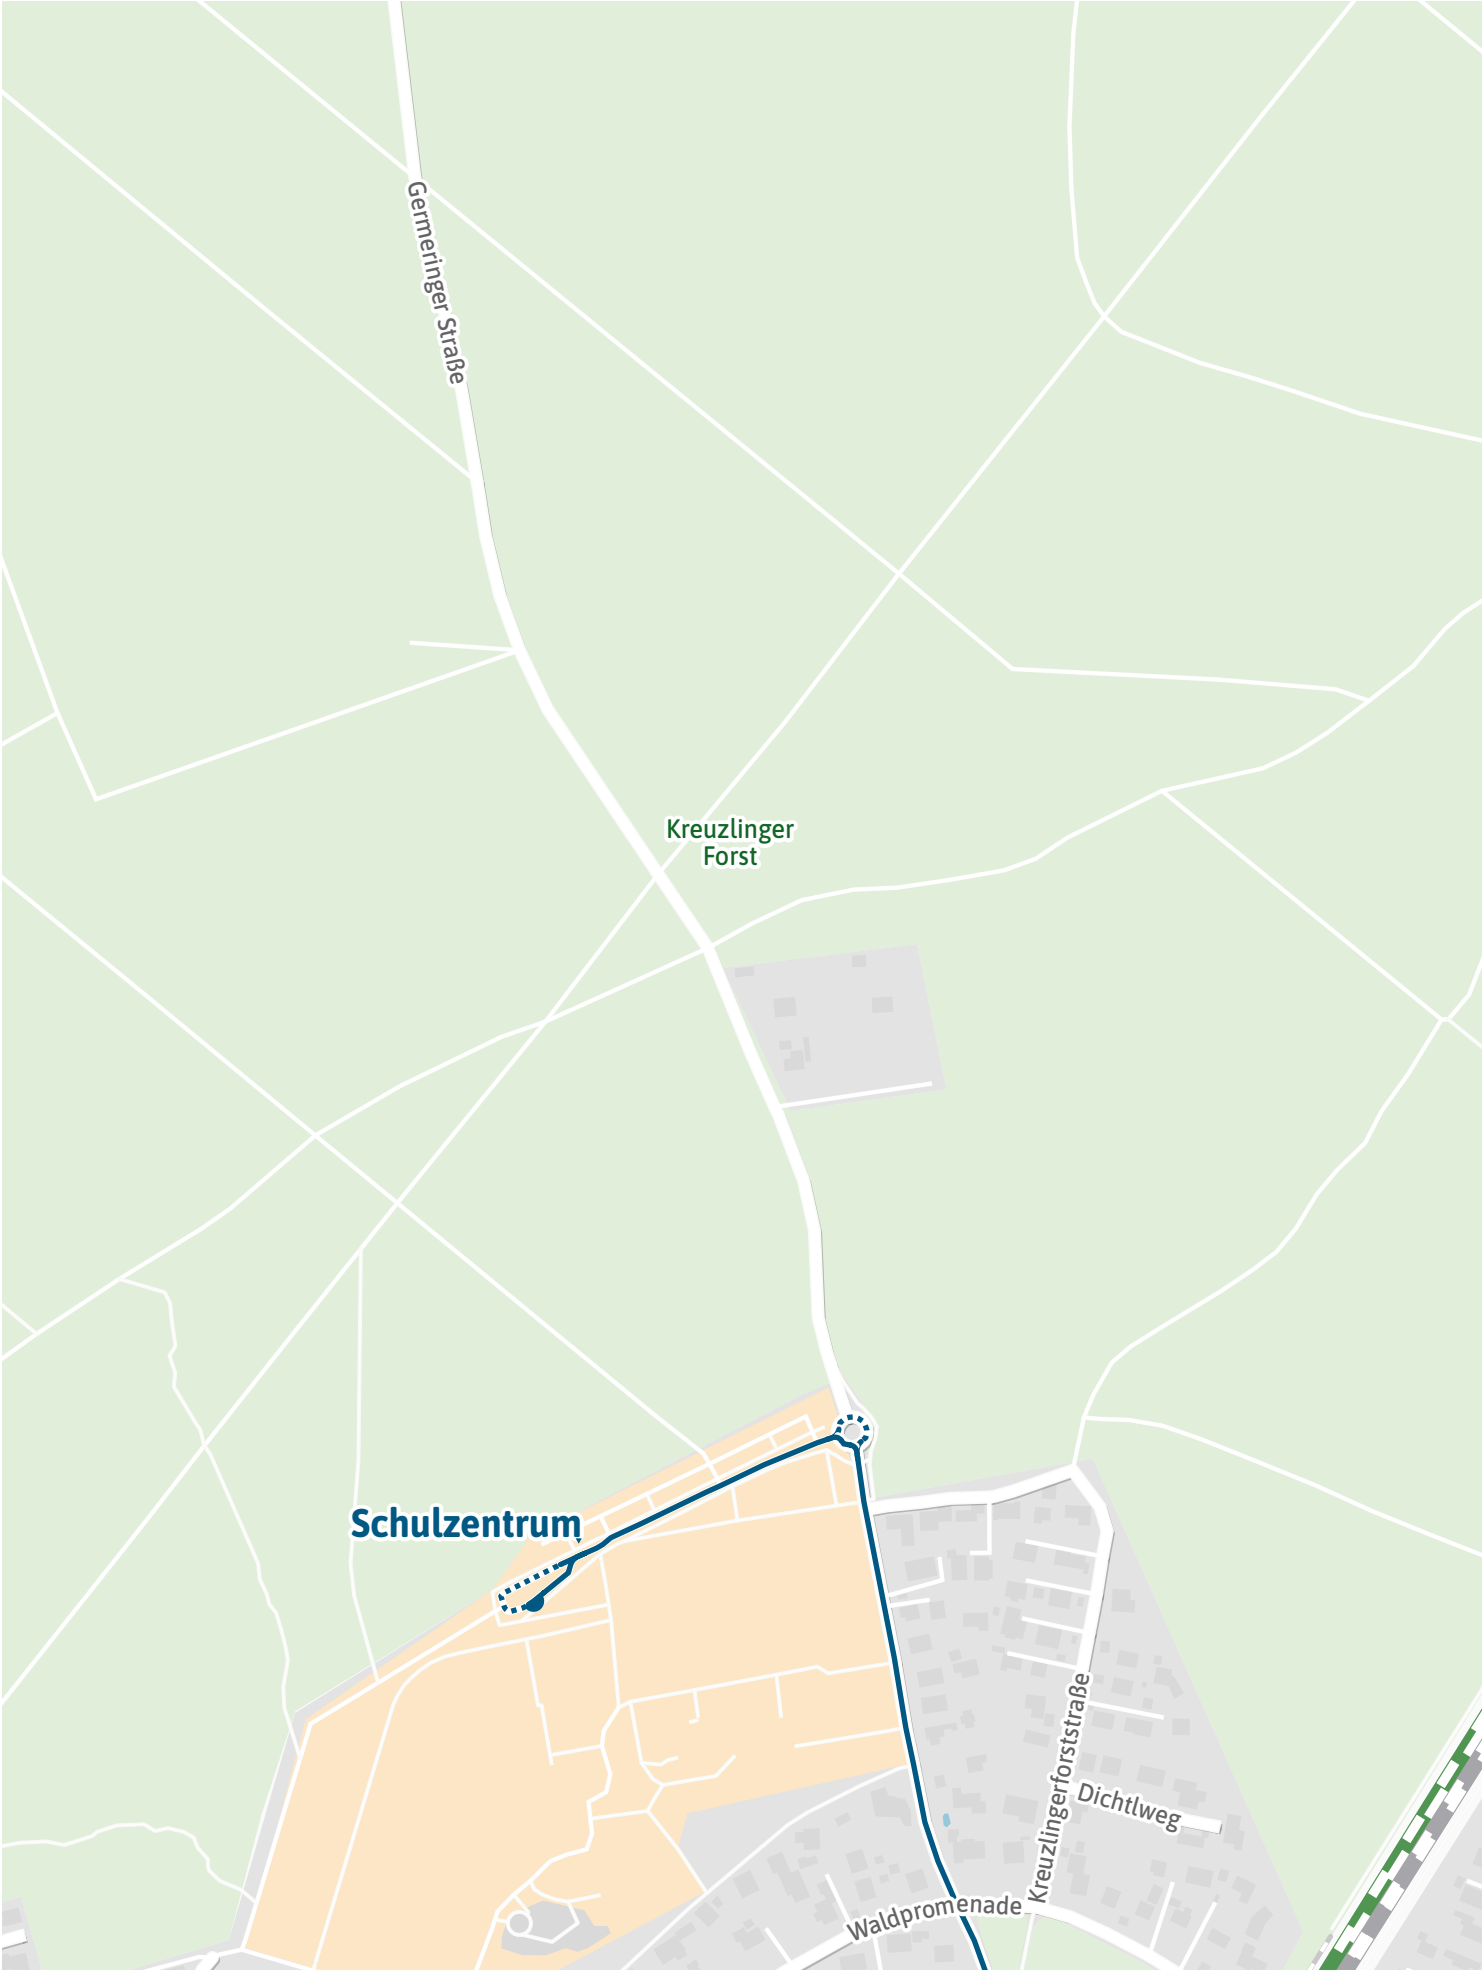 Germeringer Straße
Kreuzlinger
Forst
Schulzentrum
Kreuzlingerforststraße
Dichtlweg
Waldpromenade